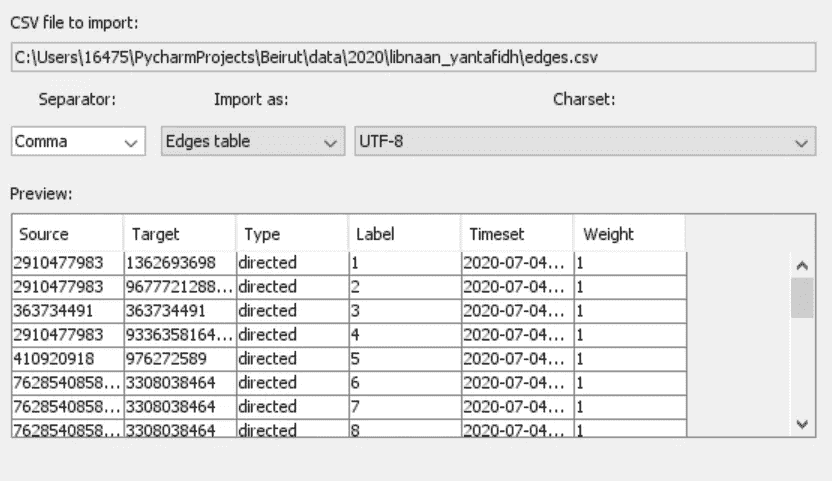 CSV file to import:
C:\Users\16475\PycharmProjects\Beirut\data\2020\libnaan_yantafidh\edges.csv
Separator: Import as: Charset:
Comma Edges table UTF-8
Preview:
Source Target Type Label Timeset Weight
2910477983 1362693698 directed 1 2020-07-04... 1
2910477983 9677721288... directed 2 2020-07-04... 1
363734491 363734491 directed 3 2020-07-04... 1
2910477983 9336358164... directed 4 2020-07-04... 1
410920918 976272589 directed 5 2020-07-04... 1
7628540858... 3308038464 directed 6 2020-07-04... 1
7628540858... 3308038464 directed 7 2020-07-04... 1
7628540858... 3308038464 directed 8 2020-07-04... 1